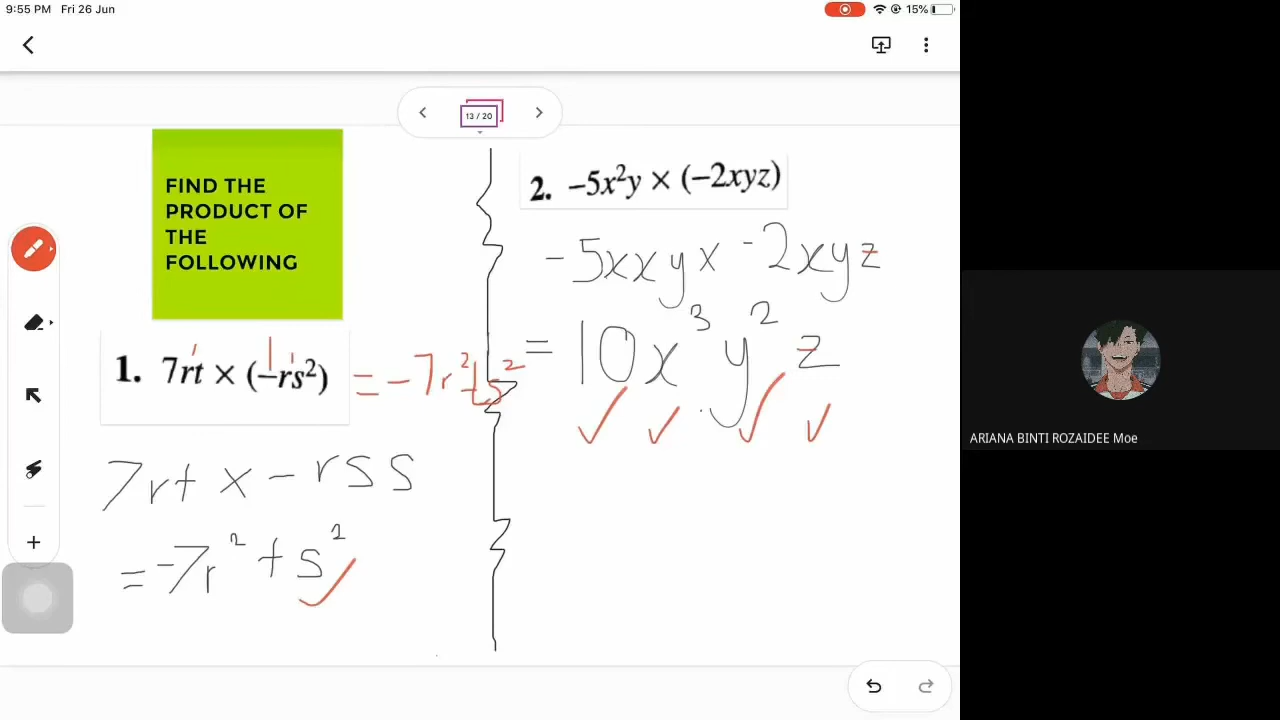 9:55 PM Fri 26 Jun
15%
13 / 20
FIND THE
PRODUCT OF
THE
FOLLOWING
1. 7rt × (−rs²) = −7r²ts²
7rt × − rss
= −7r²ts²
2. −5x²y × (−2xyz)
−5xxy × −2xyz
= 10x³y²z
ARIANA BINTI ROZAIDEE Moe